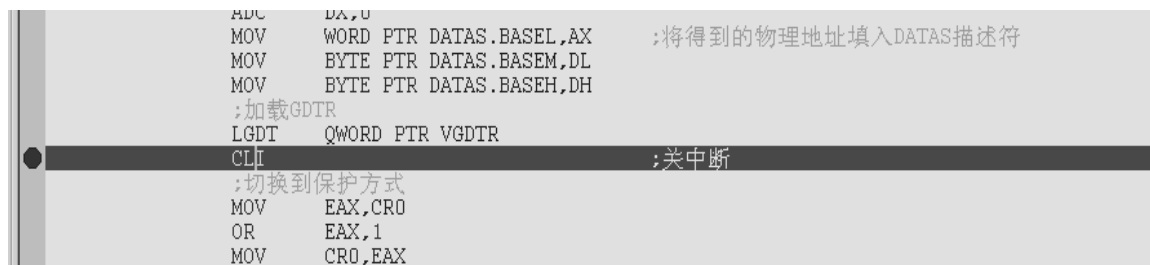 ADC DX,0
MOV WORD PTR DATAS.BASEL,AX ;将得到的物理地址填入DATAS描述符
MOV BYTE PTR DATAS.BASEM,DL
MOV BYTE PTR DATAS.BASEH,DH
;加载GDTR
LGDT QWORD PTR VGDTR
CLI ;关中断
;切换到保护方式
MOV EAX,CR0
OR EAX,1
MOV CR0,EAX